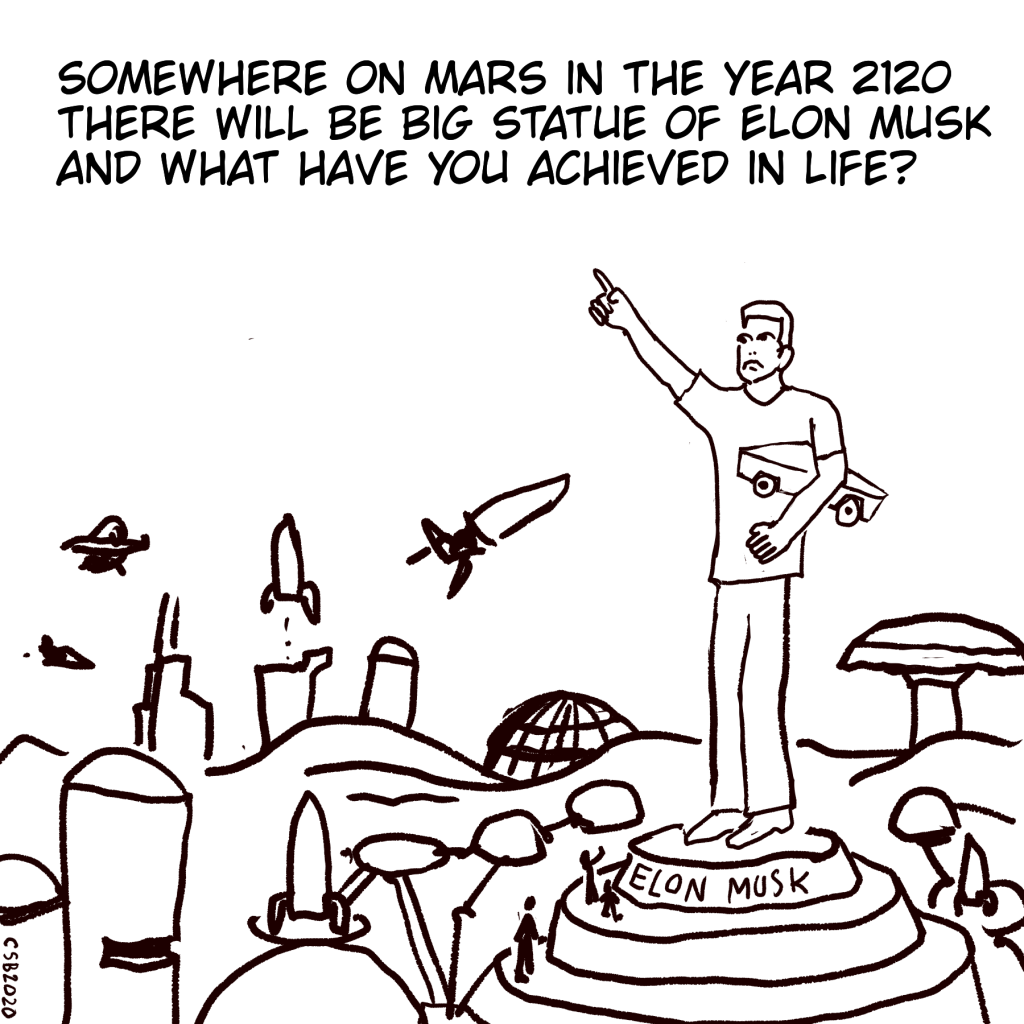 SOMEWHERE ON MARS IN THE YEAR 2120
THERE WILL BE BIG STATUE OF ELON MUSK
AND WHAT HAVE YOU ACHIEVED IN LIFE?
ELON MUSK
CSB2020